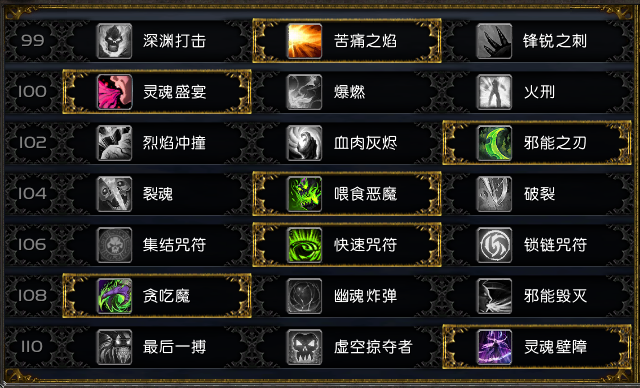 99 深渊打击 苦痛之焰 锋锐之刺
100 灵魂盛宴 爆燃 火刑
102 烈焰冲撞 血肉灰烬 邪能之刃
104 裂魂 喂食恶魔 破裂
106 集结咒符 快速咒符 锁链咒符
108 贪吃魔 幽魂炸弹 邪能毁灭
110 最后一搏 虚空掠夺者 灵魂壁障